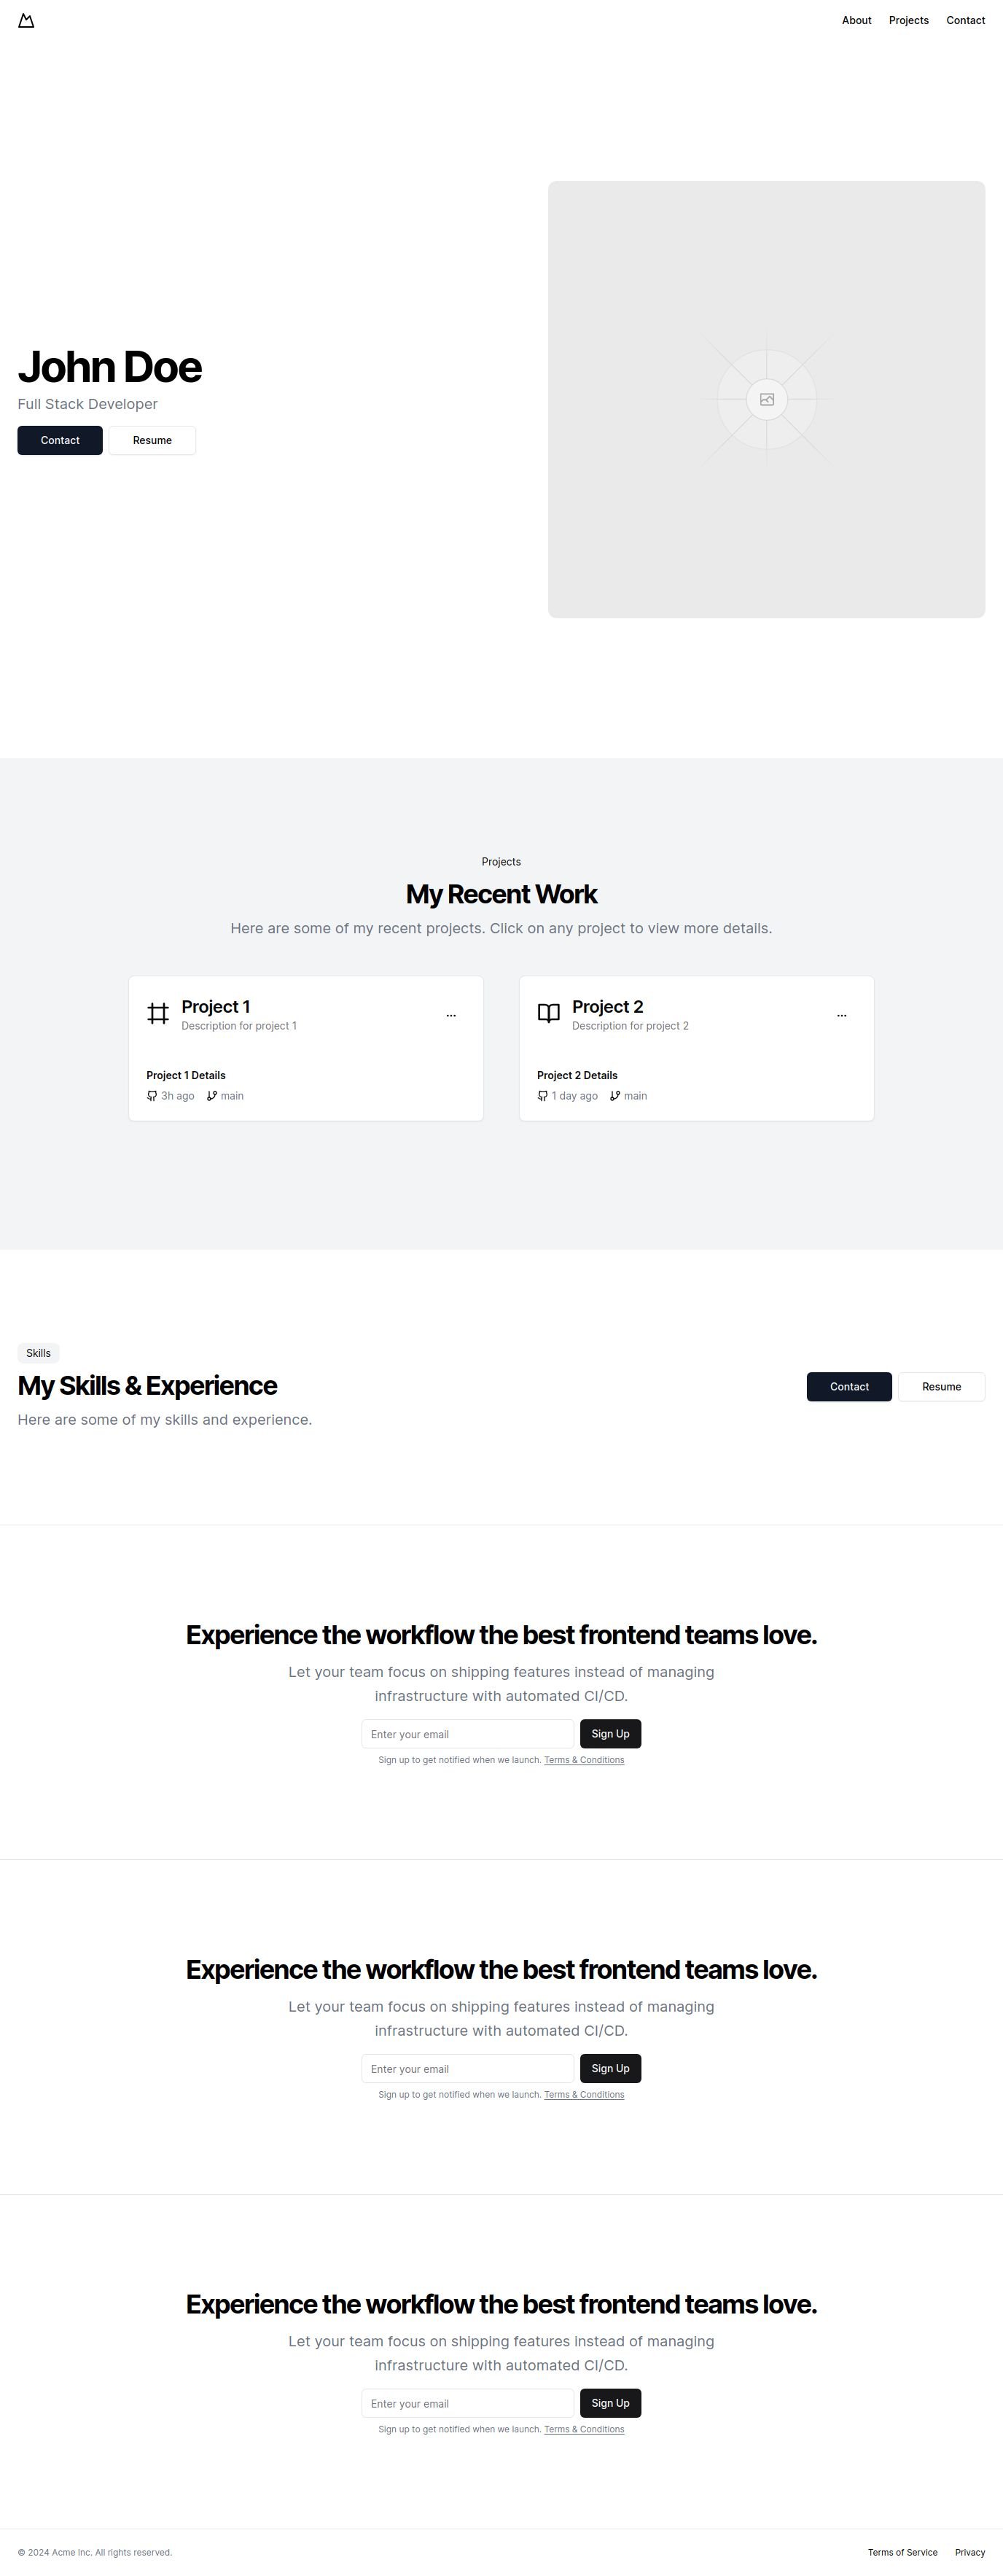 About Projects Contact
John Doe
Full Stack Developer
Contact Resume
Projects
My Recent Work
Here are some of my recent projects. Click on any project to view more details.
Project 1
Description for project 1
Project 1 Details
3h ago main
Project 2
Description for project 2
Project 2 Details
1 day ago main
Skills
My Skills & Experience
Here are some of my skills and experience.
Contact Resume
Experience the workflow the best frontend teams love.
Let your team focus on shipping features instead of managing
infrastructure with automated CI/CD.
Enter your email Sign Up
Sign up to get notified when we launch. Terms & Conditions
Experience the workflow the best frontend teams love.
Let your team focus on shipping features instead of managing
infrastructure with automated CI/CD.
Enter your email Sign Up
Sign up to get notified when we launch. Terms & Conditions
Experience the workflow the best frontend teams love.
Let your team focus on shipping features instead of managing
infrastructure with automated CI/CD.
Enter your email Sign Up
Sign up to get notified when we launch. Terms & Conditions
© 2024 Acme Inc. All rights reserved. Terms of Service Privacy